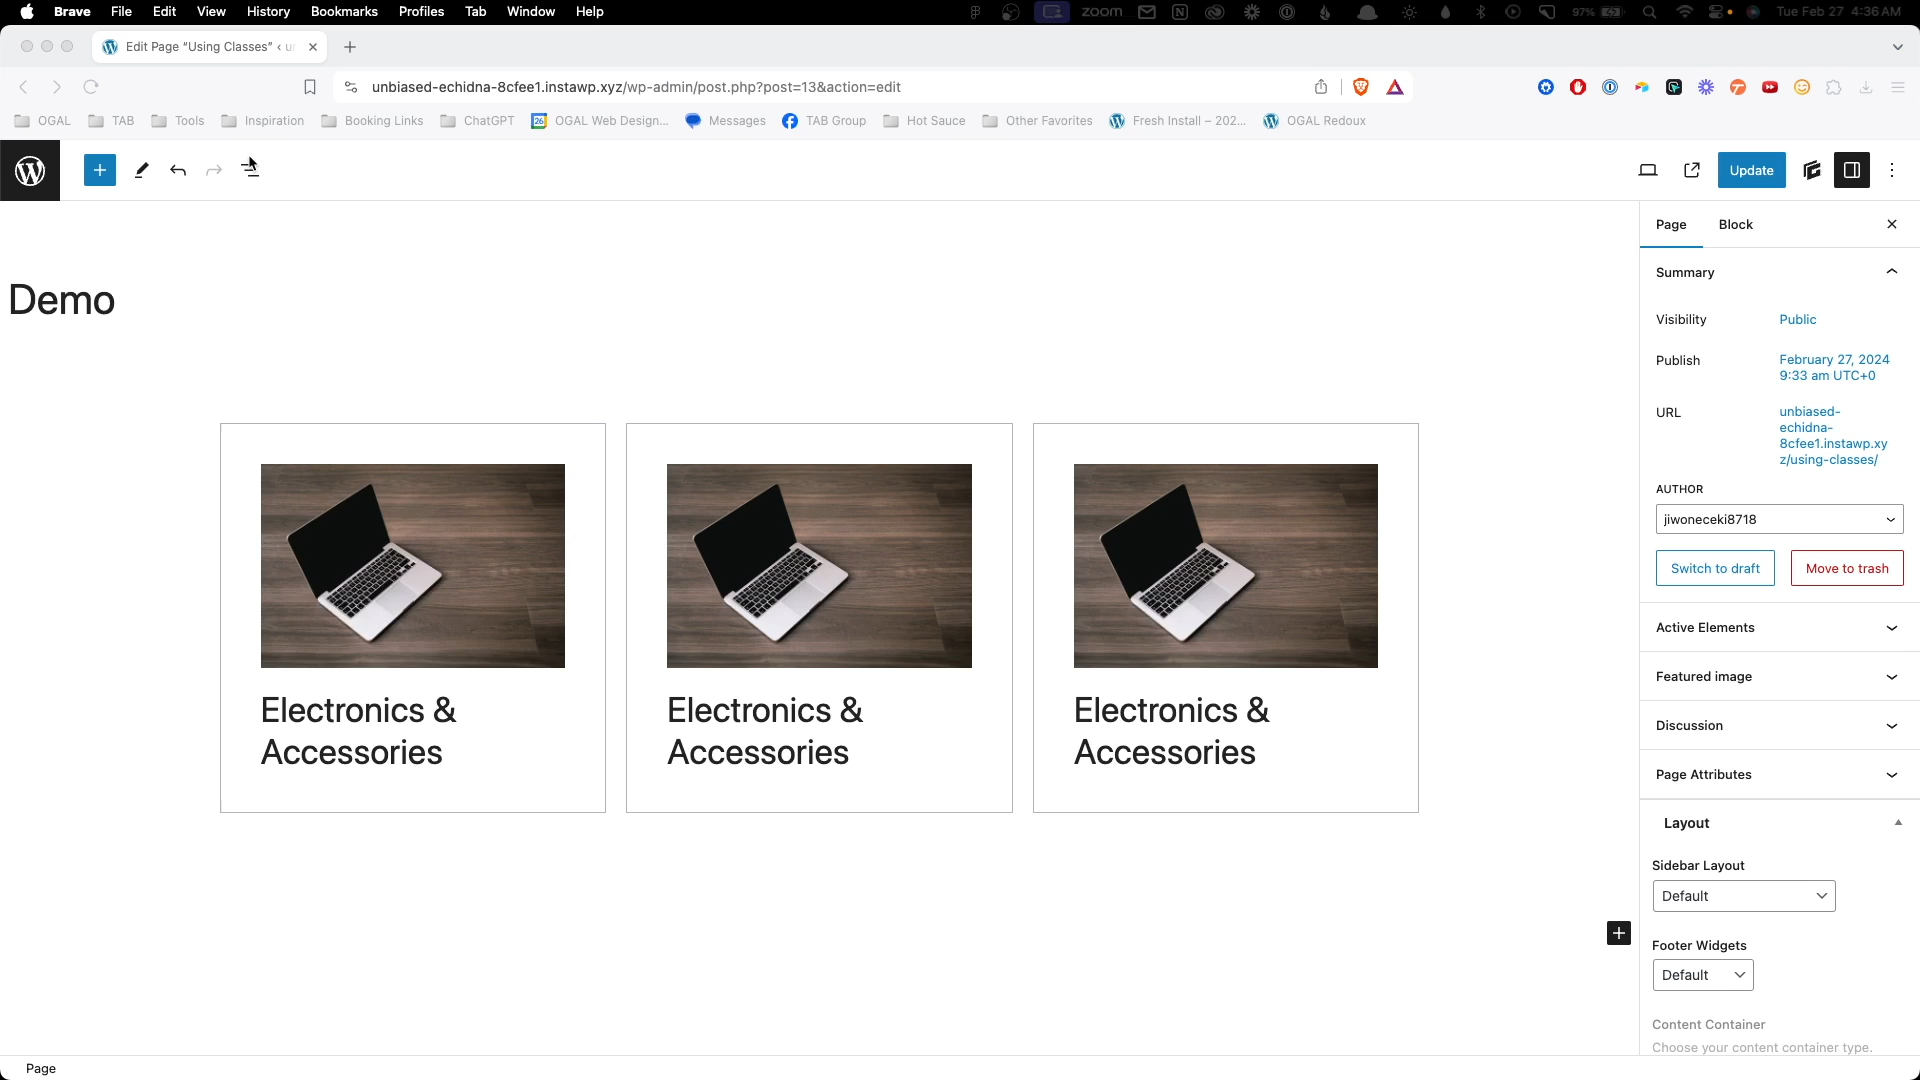 Brave File Edit View History Bookmarks Profiles Tab Window Help zoom 97% Tue Feb 27 4:36 AM
Edit Page “Using Classes” ‹ u
unbiased-echidna-8cfee1.instawp.xyz/wp-admin/post.php?post=13&action=edit
OGAL TAB Tools Inspiration Booking Links ChatGPT 26 OGAL Web Design... Messages TAB Group Hot Sauce Other Favorites Fresh Install – 202... OGAL Redoux
Update
Page Block
Summary
Demo
Visibility Public
Publish February 27, 2024
9:33 am UTC+0
URL unbiased-
echidna-
8cfee1.instawp.xy
z/using-classes/
AUTHOR
jiwoneceki8718
Switch to draft Move to trash
Active Elements
Featured image
Electronics & Electronics & Electronics &
Accessories Accessories Accessories
Discussion
Page Attributes
Layout
Sidebar Layout
Default
Footer Widgets
Default
Content Container
Choose your content container type.
Page